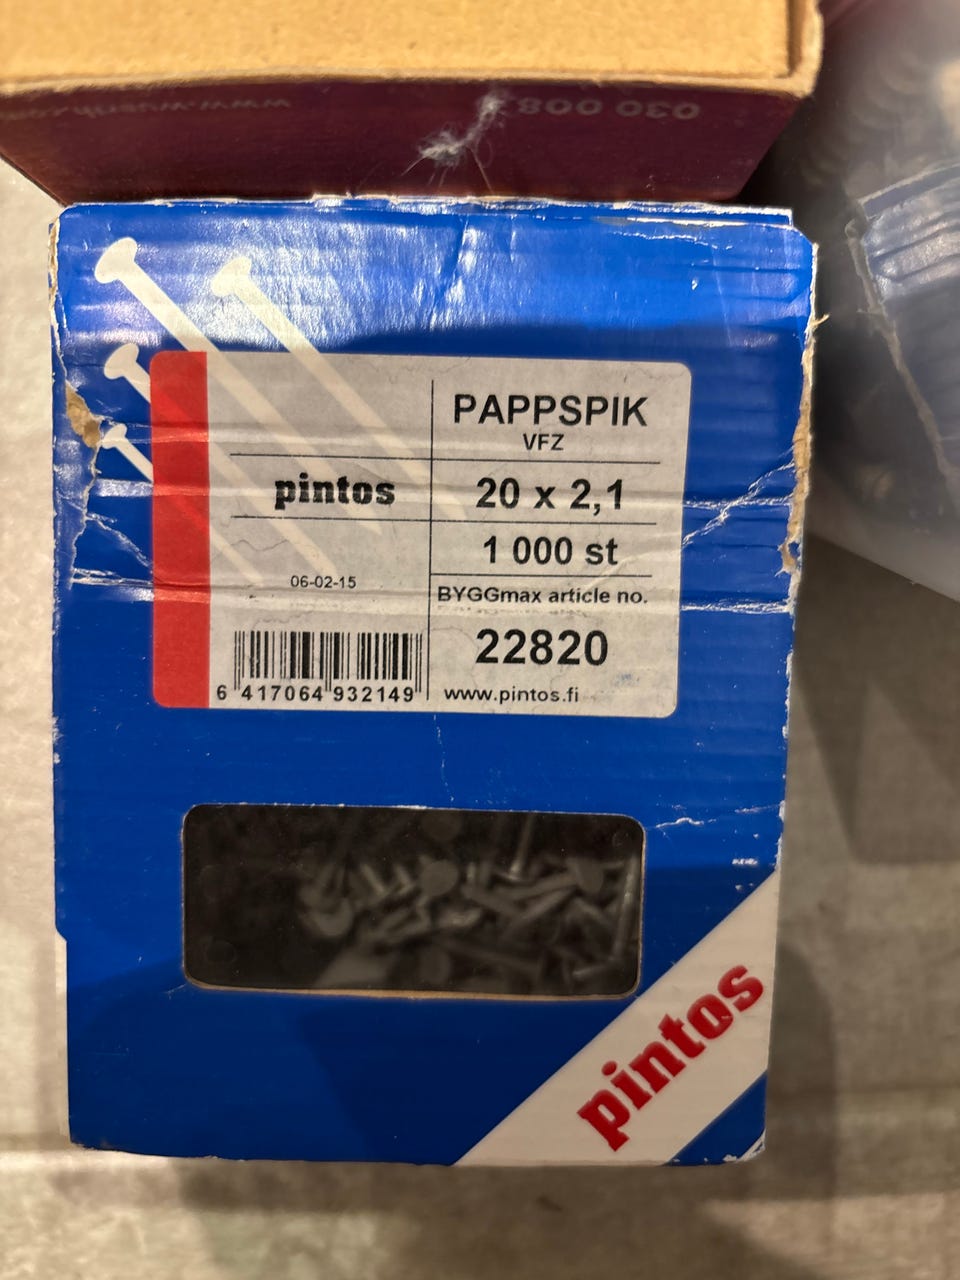 030 008
PAPPSPIK
VFZ
pintos
20 x 2,1
1 000 st
06-02-15
BYGGmax article no.
22820
6 417064 932149
www.pintos.fi
pintos